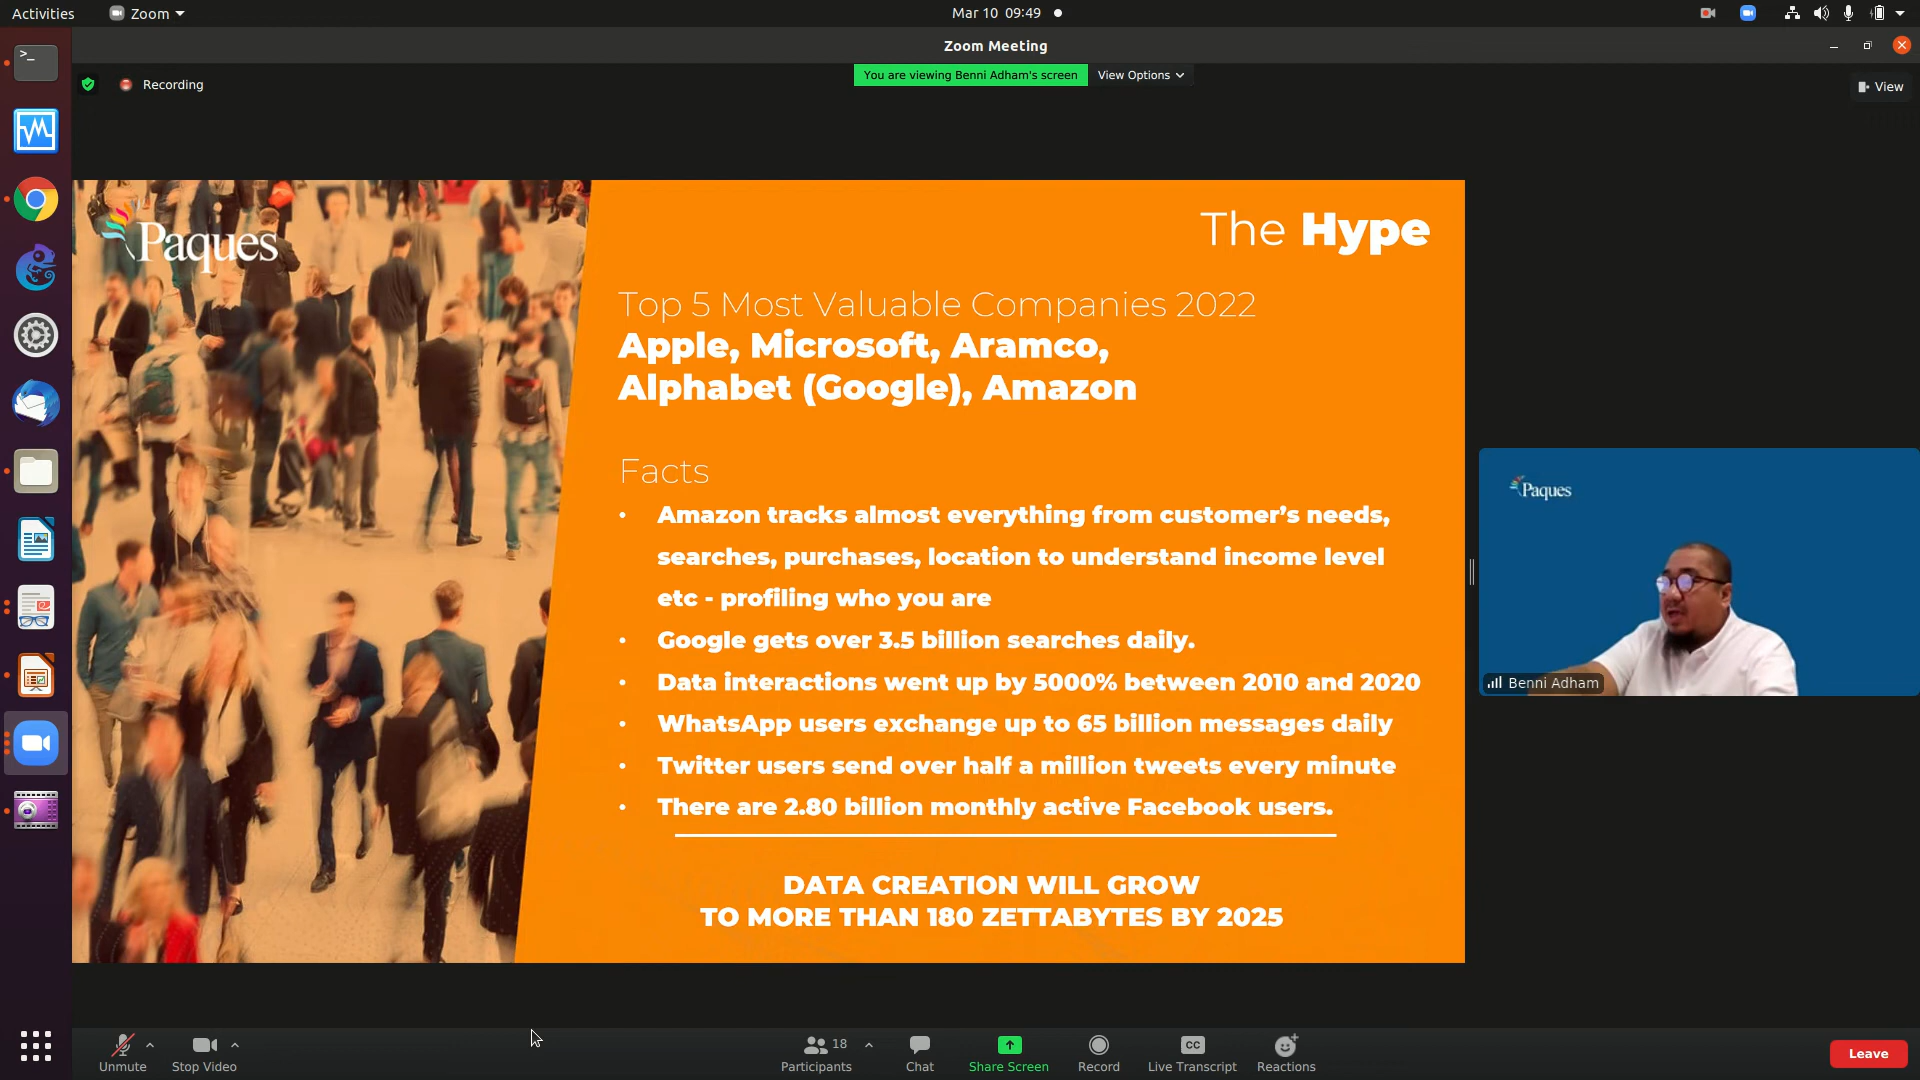 Activities
Zoom
Mar 10 09:49
Zoom Meeting
Recording
You are viewing Benni Adham's screen
View Options
View
Paques
The Hype
Top 5 Most Valuable Companies 2022
Apple, Microsoft, Aramco,
Alphabet (Google), Amazon
Facts
• Amazon tracks almost everything from customer’s needs,
searches, purchases, location to understand income level
etc - profiling who you are
• Google gets over 3.5 billion searches daily.
• Data interactions went up by 5000% between 2010 and 2020
• WhatsApp users exchange up to 65 billion messages daily
• Twitter users send over half a million tweets every minute
• There are 2.80 billion monthly active Facebook users.
DATA CREATION WILL GROW
TO MORE THAN 180 ZETTABYTES BY 2025
Paques
Benni Adham
Unmute
Stop Video
18
Participants
Chat
Share Screen
Record
CC
Live Transcript
Reactions
Leave